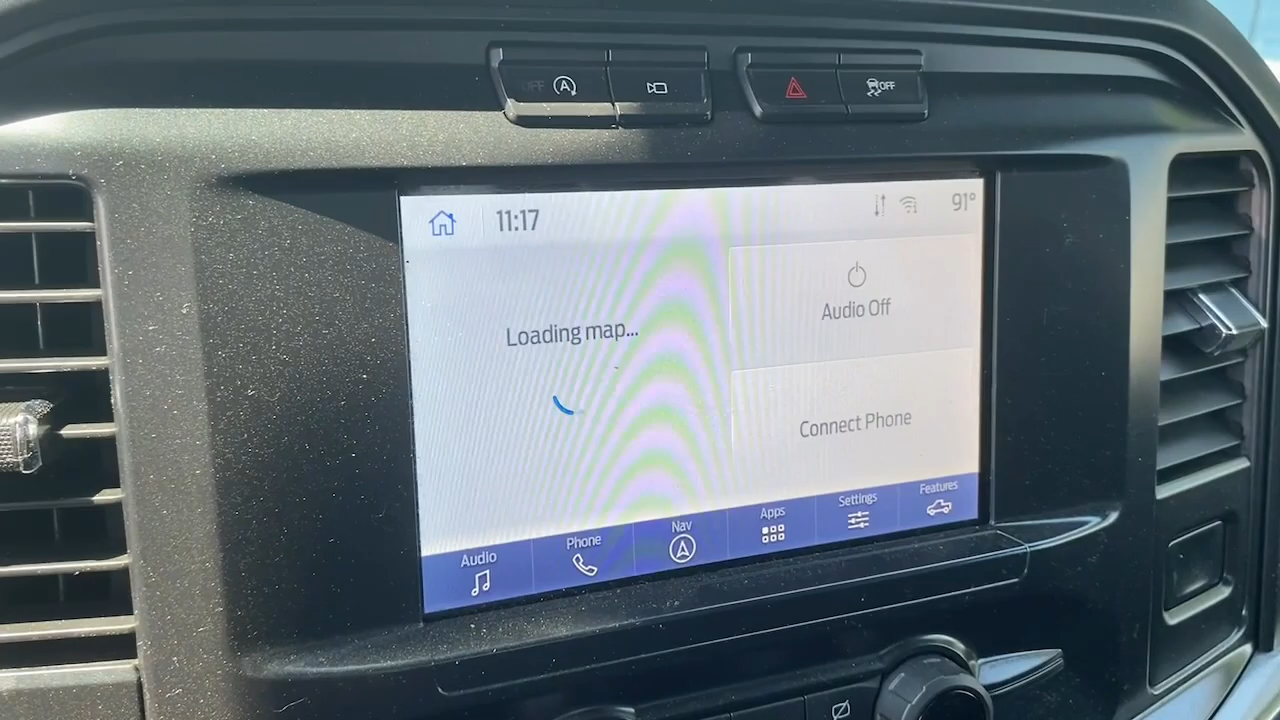 OFF
OFF
11:17
91°
Audio Off
Loading map...
Connect Phone
Audio
Phone
Nav
Apps
Settings
Features